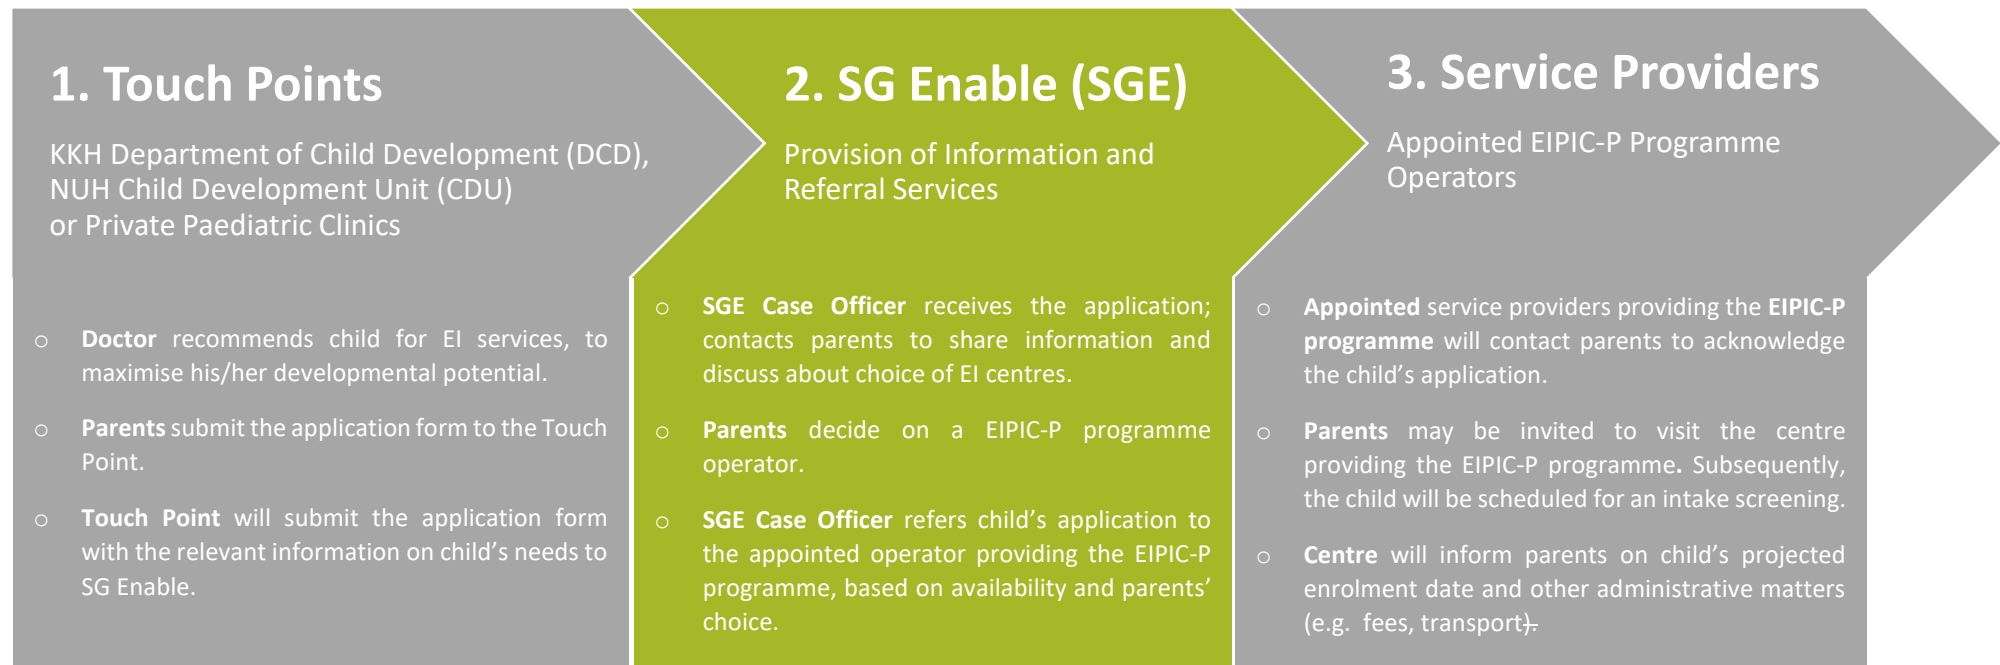 1. Touch Points
KKH Department of Child Development (DCD),
NUH Child Development Unit (CDU)
or Private Paediatric Clinics
o Doctor recommends child for EI services, to
maximise his/her developmental potential.
o Parents submit the application form to the Touch
Point.
o Touch Point will submit the application form
with the relevant information on child's needs to
SG Enable.
2. SG Enable (SGE)
Provision of Information and
Referral Services
o SGE Case Officer receives the application;
contacts parents to share information and
discuss about choice of EI centres.
o Parents decide on a EIPIC-P programme
operator.
o SGE Case Officer refers child's application to
the appointed operator providing the EIPIC-P
programme, based on availability and parents'
choice.
3. Service Providers
Appointed EIPIC-P Programme
Operators
o Appointed service providers providing the EIPIC-P
programme will contact parents to acknowledge
the child's application.
o Parents may be invited to visit the centre
providing the EIPIC-P programme. Subsequently,
the child will be scheduled for an intake screening.
o Centre will inform parents on child's projected
enrolment date and other administrative matters
(e.g. fees, transport).